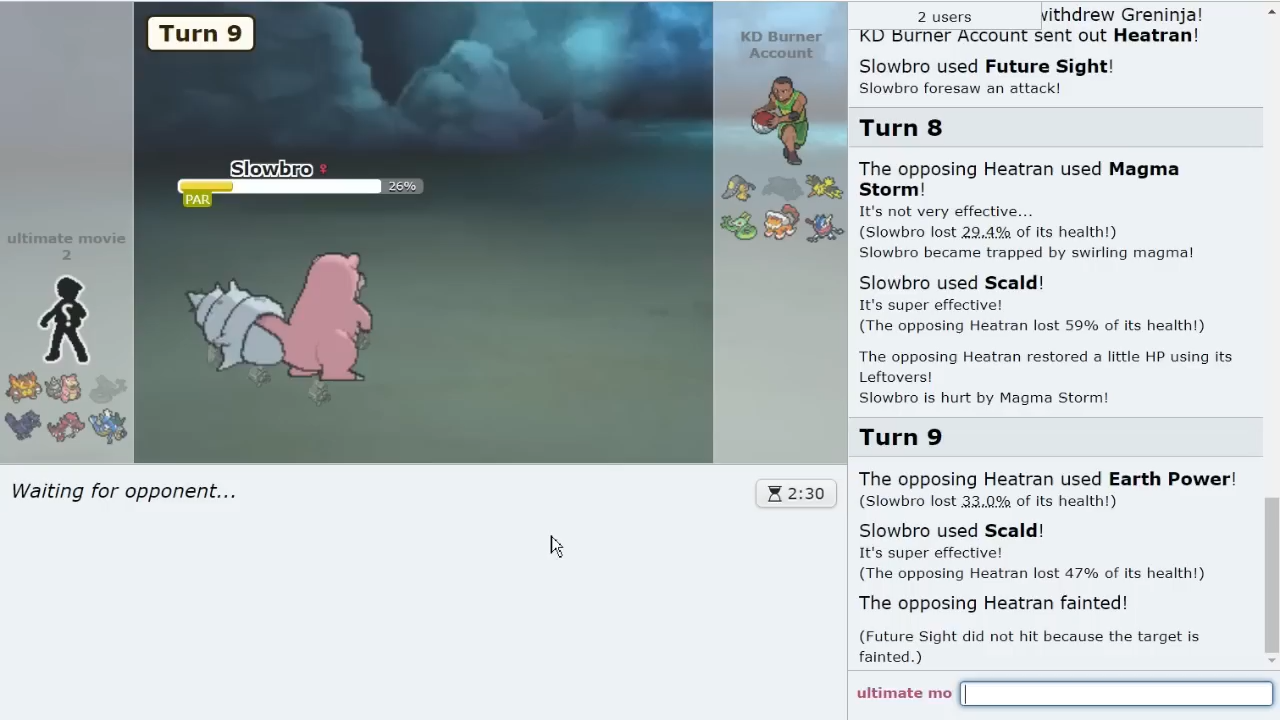 Turn 9
KD Burner
Account
Slowbro ♀
26%
PAR
ultimate movie
2
Waiting for opponent...
2:30
2 users
withdrew Greninja!
KD Burner Account sent out Heatran!
Slowbro used Future Sight!
Slowbro foresaw an attack!
Turn 8
The opposing Heatran used Magma
Storm!
It's not very effective...
(Slowbro lost 29.4% of its health!)
Slowbro became trapped by swirling magma!
Slowbro used Scald!
It's super effective!
(The opposing Heatran lost 59% of its health!)
The opposing Heatran restored a little HP using its
Leftovers!
Slowbro is hurt by Magma Storm!
Turn 9
The opposing Heatran used Earth Power!
(Slowbro lost 33.0% of its health!)
Slowbro used Scald!
It's super effective!
(The opposing Heatran lost 47% of its health!)
The opposing Heatran fainted!
(Future Sight did not hit because the target is
fainted.)
ultimate mo